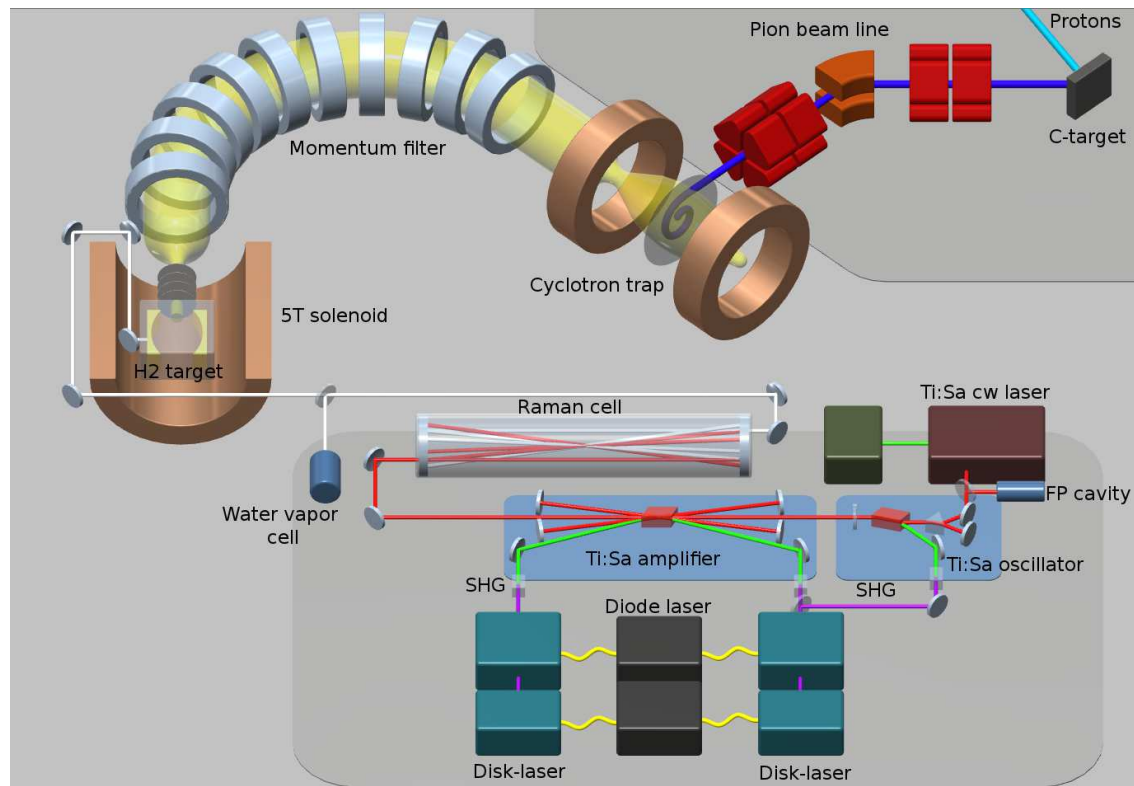 Protons
Pion beam line
C-target
Momentum filter
Cyclotron trap
5T solenoid
H2 target
Raman cell
Ti:Sa cw laser
FP cavity
Water vapor
cell
Ti:Sa amplifier
Ti:Sa oscillator
SHG
SHG
Diode laser
Disk-laser
Disk-laser